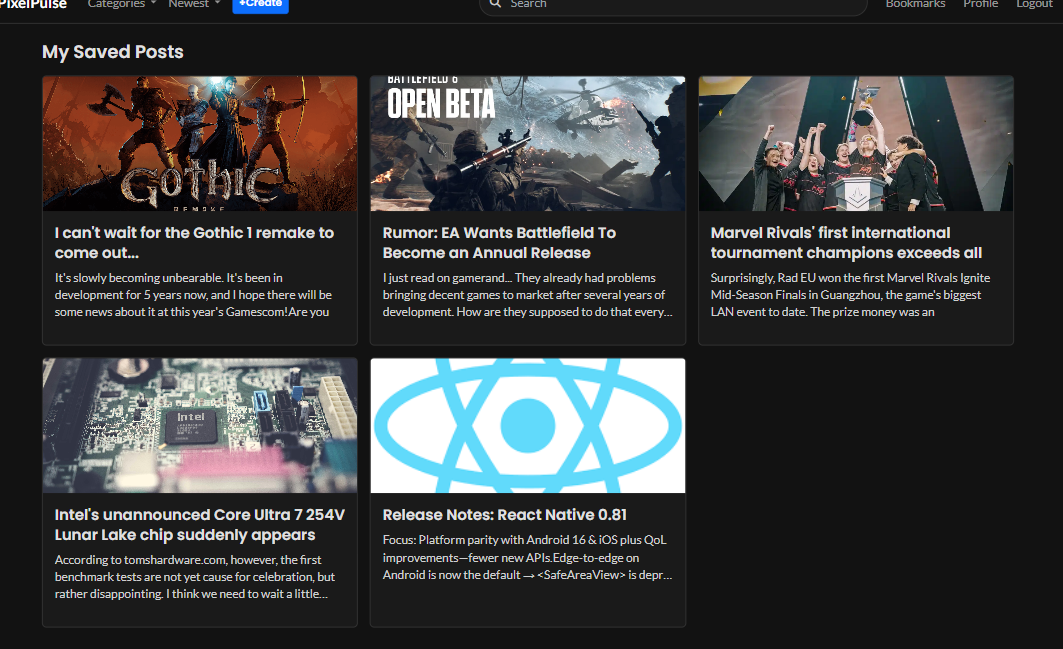 PixelPulse Categories Newest +Create Search Bookmarks Profile Logout
My Saved Posts
BATTLEFIELD 6
OPEN BETA
GOTHIC
REMAKE
I can't wait for the Gothic 1 remake to
come out...
It's slowly becoming unbearable. It's been in
development for 5 years now, and I hope there will be
some news about it at this year's Gamescom!Are you
Rumor: EA Wants Battlefield To
Become an Annual Release
I just read on gamerand... They already had problems
bringing decent games to market after several years of
development. How are they supposed to do that every...
Marvel Rivals' first international
tournament champions exceeds all
Surprisingly, Rad EU won the first Marvel Rivals Ignite
Mid-Season Finals in Guangzhou, the game's biggest
LAN event to date. The prize money was an
intel
Intel's unannounced Core Ultra 7 254V
Lunar Lake chip suddenly appears
According to tomshardware.com, however, the first
benchmark tests are not yet cause for celebration, but
rather disappointing. I think we need to wait a little...
Release Notes: React Native 0.81
Focus: Platform parity with Android 16 & iOS plus QoL
improvements—fewer new APIs.Edge-to-edge on
Android is now the default → <SafeAreaView> is depr...